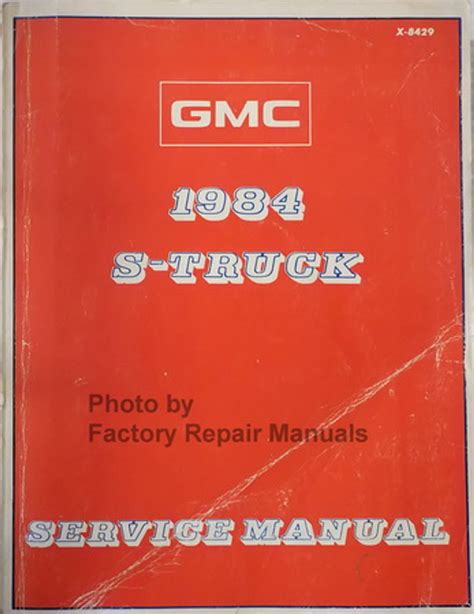 X-8429
GMC
1984
S-TRUCK
Photo by
Factory Repair Manuals
SERVICE MANUAL